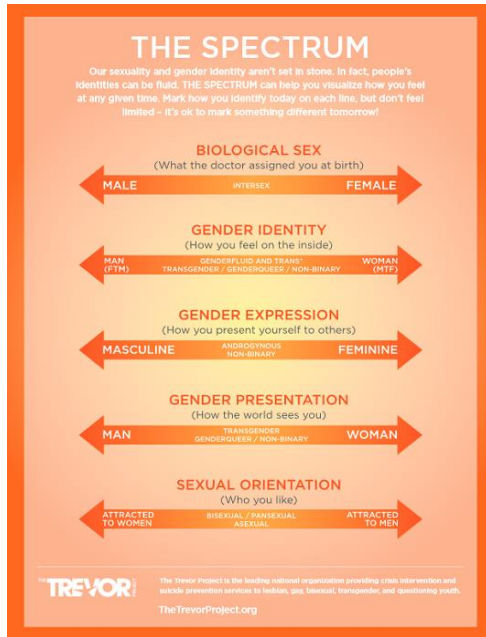 THE SPECTRUM
Our sexuality and gender identity aren't set in stone. In fact, people's
identities can be fluid. THE SPECTRUM can help you visualize how you feel
at any given time. Mark how you identify today on each line, but don't feel
limited – it's ok to mark something different tomorrow!
BIOLOGICAL SEX
(What the doctor assigned you at birth)
MALE INTERSEX FEMALE
GENDER IDENTITY
(How you feel on the inside)
MAN GENDERFLUID AND TRANS* WOMAN
(FTM) TRANSGENDER / GENDERQUEER / NON-BINARY (MTF)
GENDER EXPRESSION
(How you present yourself to others)
MASCULINE ANDROGYNOUS FEMININE
NON-BINARY
GENDER PRESENTATION
(How the world sees you)
MAN TRANSGENDER WOMAN
GENDERQUEER / NON-BINARY
SEXUAL ORIENTATION
(Who you like)
ATTRACTED BISEXUAL / PANSEXUAL ATTRACTED
TO WOMEN ASEXUAL TO MEN
THE TREVOR PROJECT
The Trevor Project is the leading national organization providing crisis intervention and
suicide prevention services to lesbian, gay, bisexual, transgender, and questioning youth.
TheTrevorProject.org